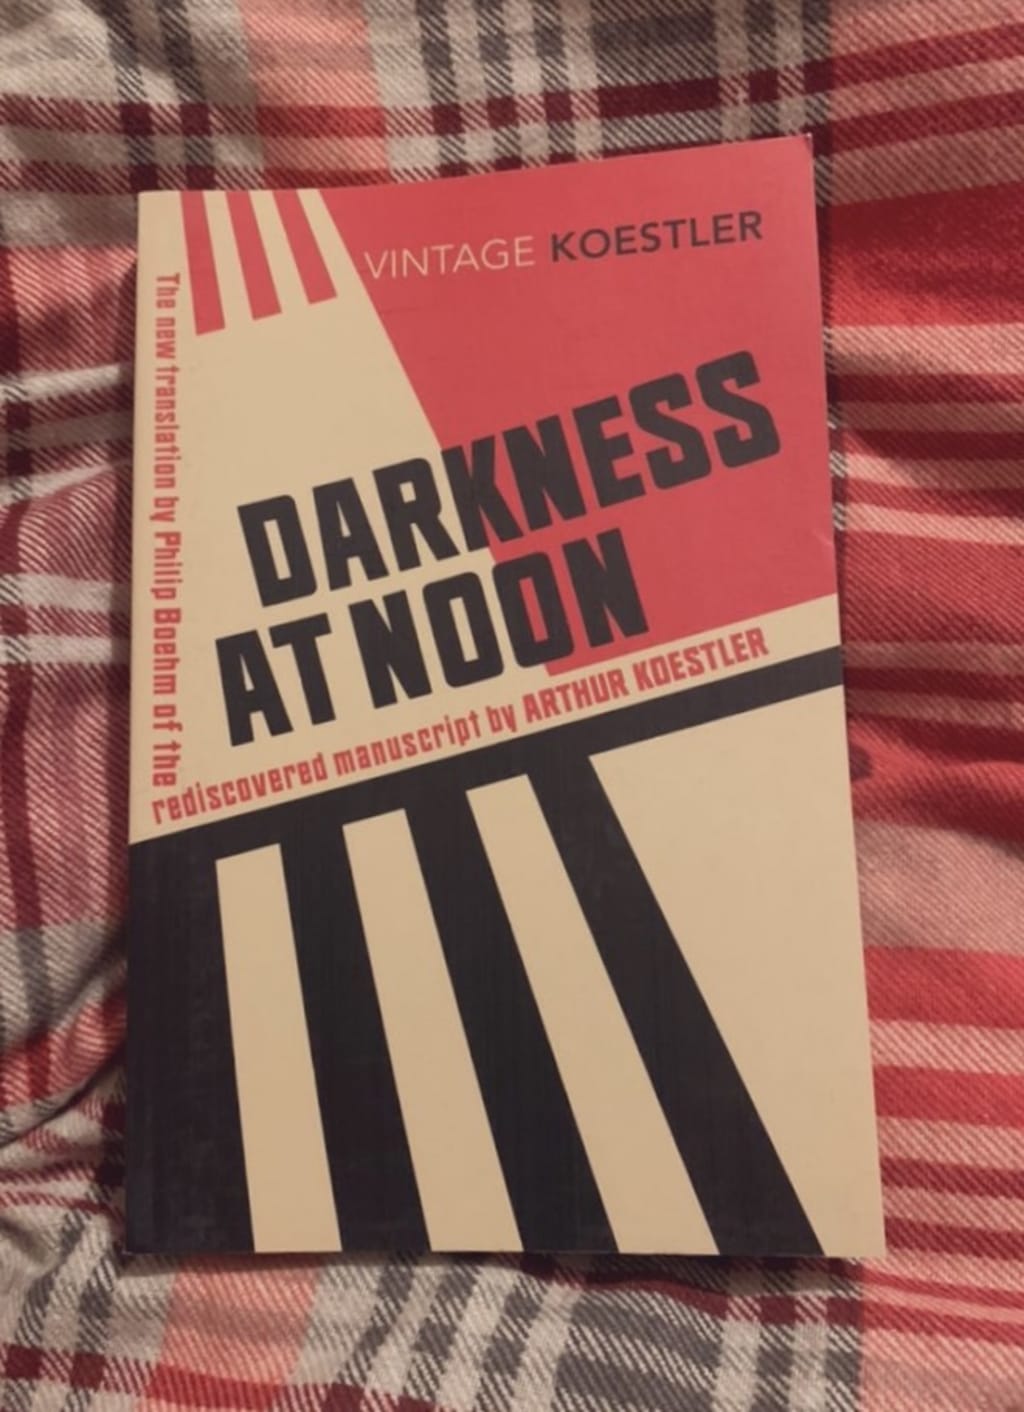 VINTAGE KOESTLER
DARKNESS
AT NOON
The new translation by Philip Boehm of the
rediscovered manuscript by ARTHUR KOESTLER